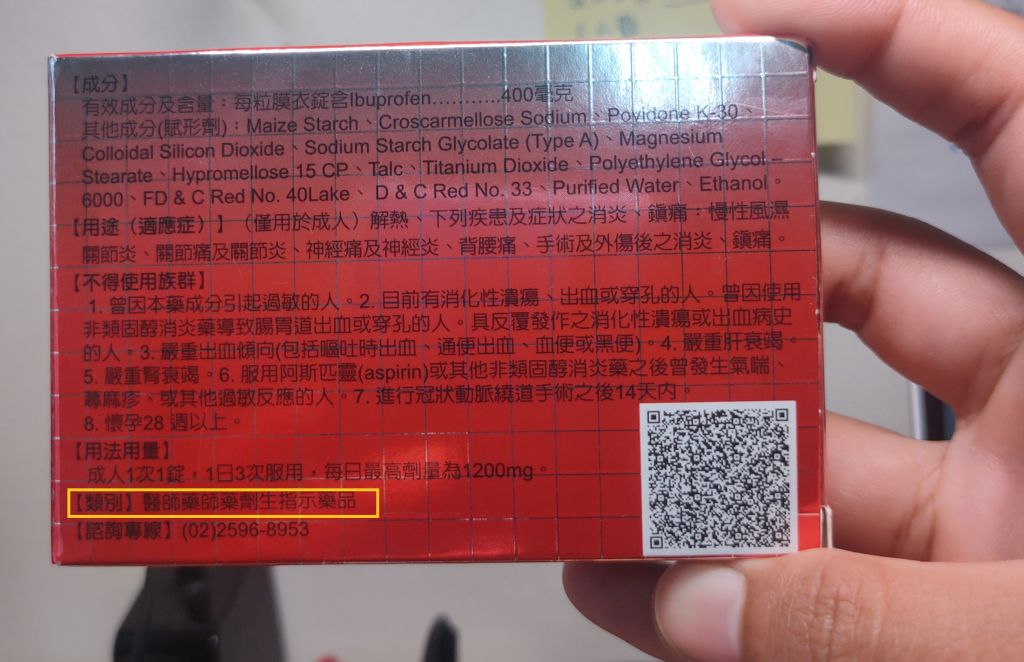 【成分】
有效成分及含量：每粒膜衣錠含Ibuprofen............400毫克
其他成分(賦形劑)：Maize Starch、Croscarmellose Sodium、Povidone K-30、
Colloidal Silicon Dioxide、Sodium Starch Glycolate (Type A)、Magnesium
Stearate、Hypromellose 15 CP、Talc、Titanium Dioxide、Polyethylene Glycol –
6000、FD & C Red No. 40Lake、 D & C Red No. 33、Purified Water、Ethanol。
【用途（適應症）】（僅用於成人）解熱、下列疾患及症狀之消炎、鎮痛：慢性風濕
關節炎、關節痛及關節炎、神經痛及神經炎、背腰痛、手術及外傷後之消炎、鎮痛。
【不得使用族群】
1. 曾因本藥成分引起過敏的人。2. 目前有消化性潰瘍、出血或穿孔的人。曾因使用
非類固醇消炎藥導致腸胃道出血或穿孔的人。具反覆發作之消化性潰瘍或出血病史
的人。3. 嚴重出血傾向(包括嘔吐時出血、通便出血、血便或黑便)。4. 嚴重肝衰竭。
5. 嚴重腎衰竭。6. 服用阿斯匹靈(aspirin)或其他非類固醇消炎藥之後曾發生氣喘、
蕁麻疹、或其他過敏反應的人。7. 進行冠狀動脈繞道手術之後14天內。
8. 懷孕28 週以上。
【用法用量】
成人1次1錠，1日3次服用，每日最高劑量為1200mg。
【類別】醫師藥師藥劑生指示藥品
【諮詢專線】(02)2596-8953